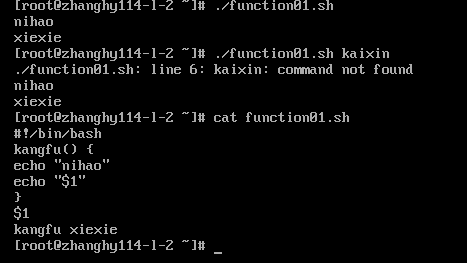 [root@zhanghy114-l-2 ~]# ./function01.sh
nihao
xiexie
[root@zhanghy114-l-2 ~]# ./function01.sh kaixin
./function01.sh: line 6: kaixin: command not found
nihao
xiexie
[root@zhanghy114-l-2 ~]# cat function01.sh
#!/bin/bash
kangfu() {
echo "nihao"
echo "$1"
}
$1
kangfu xiexie
[root@zhanghy114-l-2 ~]# _